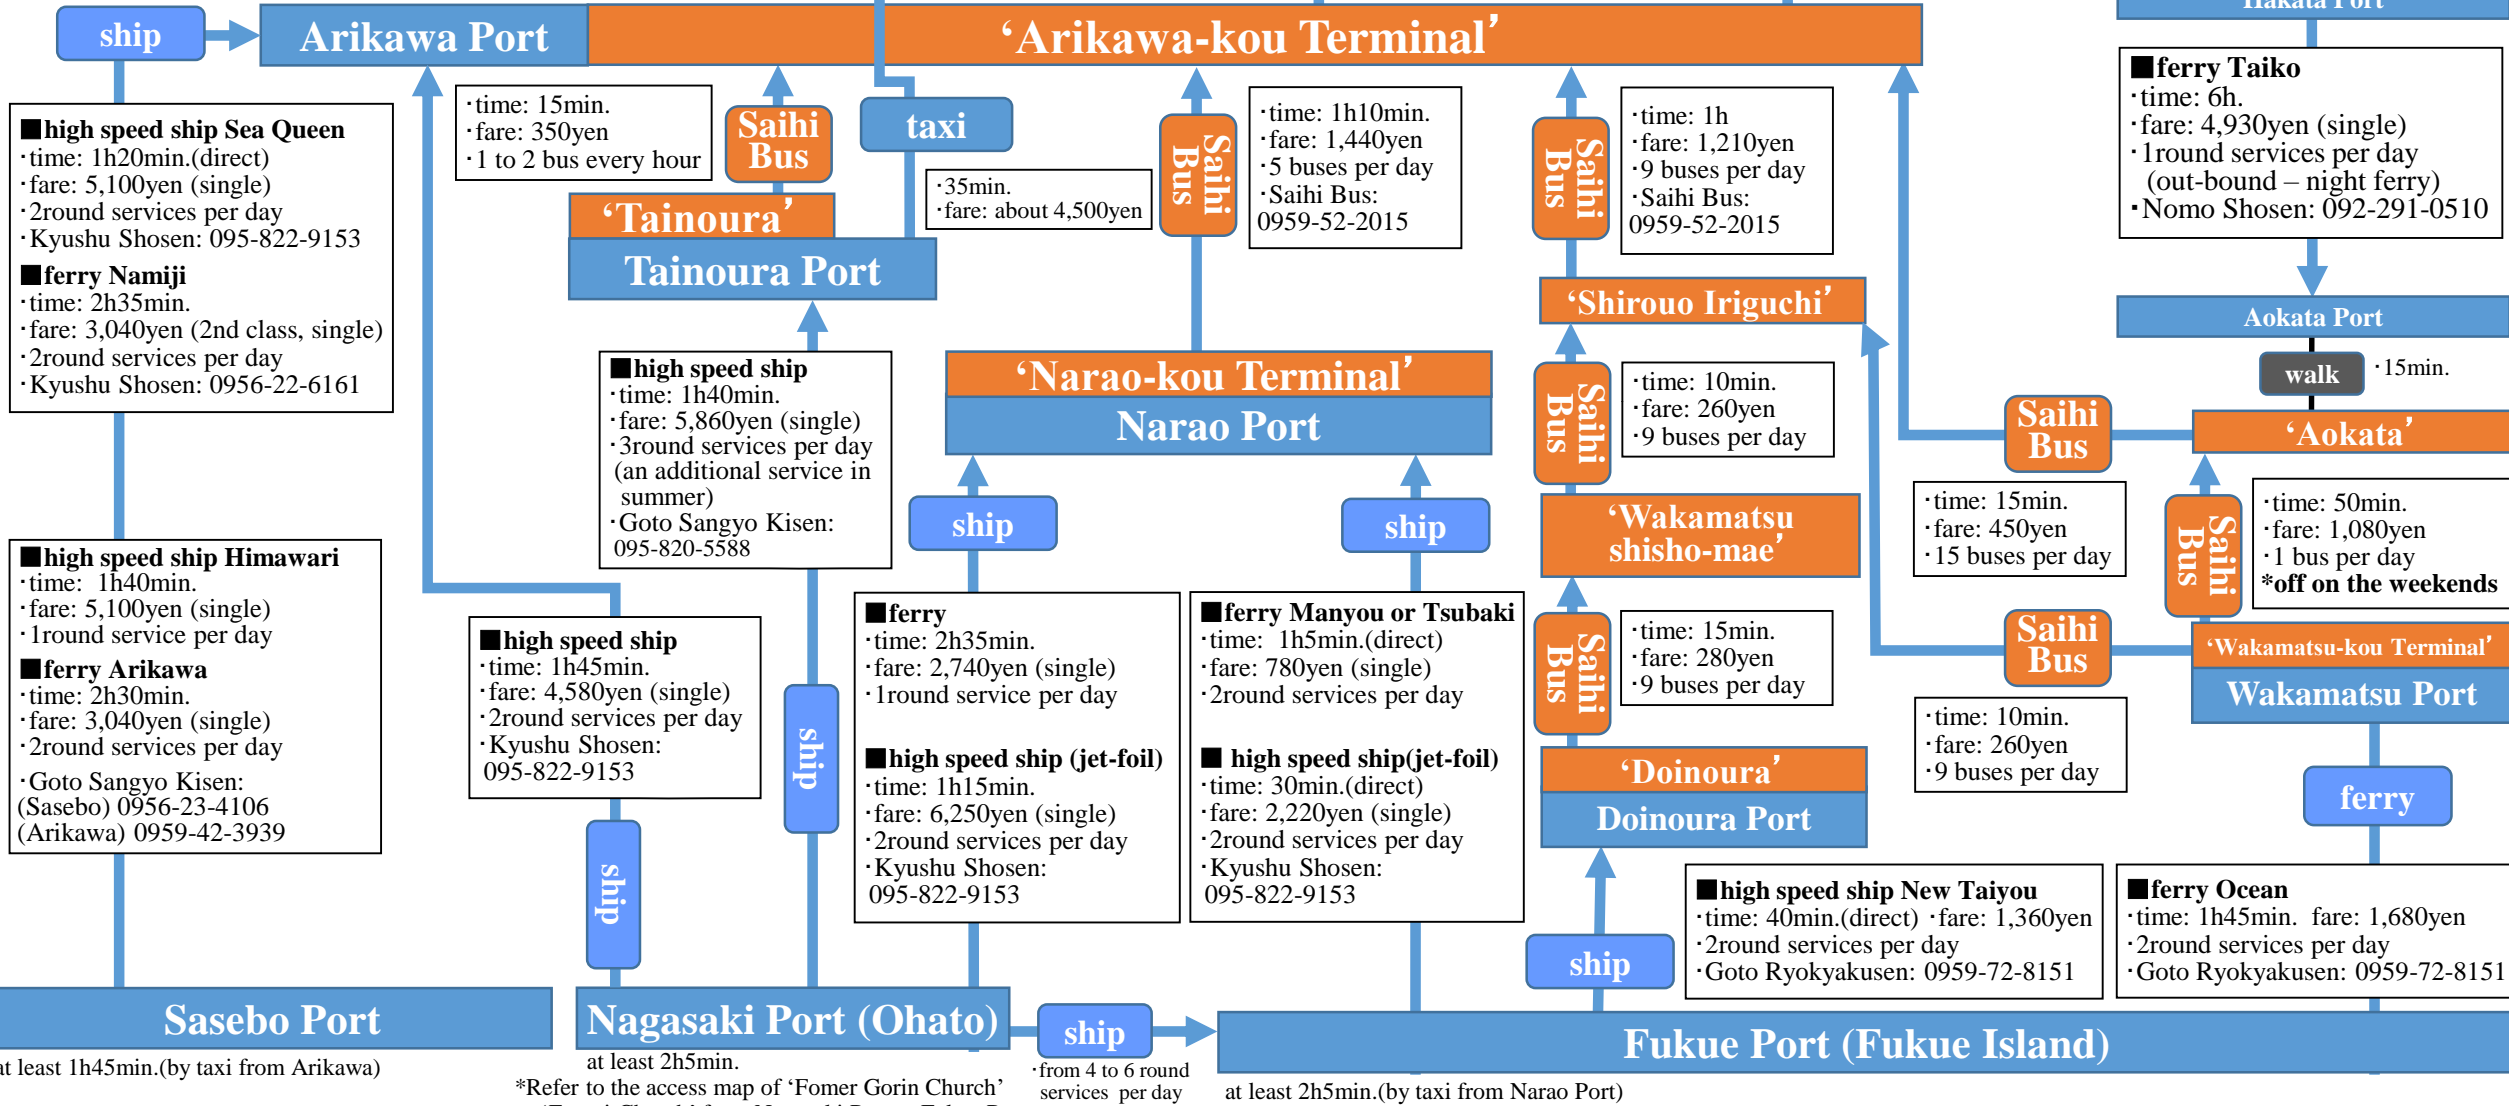 ship
Arikawa Port
‘Arikawa-kou Terminal’
Hakata Port
■high speed ship Sea Queen
・time: 1h20min.(direct)
・fare: 5,100yen (single)
・2round services per day
・Kyushu Shosen: 095-822-9153
■ferry Namiji
・time: 2h35min.
・fare: 3,040yen (2nd class, single)
・2round services per day
・Kyushu Shosen: 0956-22-6161
・time: 15min.
・fare: 350yen
・1 to 2 bus every hour
Saihi
Bus
taxi
・35min.
・fare: about 4,500yen
‘Tainoura’
Tainoura Port
Saihi
Bus
・time: 1h10min.
・fare: 1,440yen
・5 buses per day
・Saihi Bus:
0959-52-2015
Saihi
Bus
・time: 1h
・fare: 1,210yen
・9 buses per day
・Saihi Bus:
0959-52-2015
■ferry Taiko
・time: 6h.
・fare: 4,930yen (single)
・1round services per day
(out-bound – night ferry)
・Nomo Shosen: 092-291-0510
‘Shirouo Iriguchi’
Aokata Port
walk
・15min.
■high speed ship
・time: 1h40min.
・fare: 5,860yen (single)
・3round services per day
(an additional service in
summer)
・Goto Sangyo Kisen:
095-820-5588
‘Narao-kou Terminal’
Narao Port
Saihi
Bus
・time: 10min.
・fare: 260yen
・9 buses per day
Saihi
Bus
‘Aokata’
・time: 15min.
・fare: 450yen
・15 buses per day
Saihi
Bus
・time: 50min.
・fare: 1,080yen
・1 bus per day
*off on the weekends
ship
ship
‘Wakamatsu
shisho-mae’
■high speed ship Himawari
・time: 1h40min.
・fare: 5,100yen (single)
・1round service per day
■ferry Arikawa
・time: 2h30min.
・fare: 3,040yen (single)
・2round services per day
・Goto Sangyo Kisen:
(Sasebo) 0956-23-4106
(Arikawa) 0959-42-3939
■high speed ship
・time: 1h45min.
・fare: 4,580yen (single)
・2round services per day
・Kyushu Shosen:
095-822-9153
ship
ship
■ferry
・time: 2h35min.
・fare: 2,740yen (single)
・1round service per day
■high speed ship (jet-foil)
・time: 1h15min.
・fare: 6,250yen (single)
・2round services per day
・Kyushu Shosen:
095-822-9153
■ferry Manyou or Tsubaki
・time: 1h5min.(direct)
・fare: 780yen (single)
・2round services per day
■ high speed ship(jet-foil)
・time: 30min.(direct)
・fare: 2,220yen (single)
・2round services per day
・Kyushu Shosen:
095-822-9153
Saihi
Bus
・time: 15min.
・fare: 280yen
・9 buses per day
Saihi
Bus
‘Wakamatsu-kou Terminal’
Wakamatsu Port
・time: 10min.
・fare: 260yen
・9 buses per day
‘Doinoura’
Doinoura Port
ferry
ship
■high speed ship New Taiyou
・time: 40min.(direct) ・fare: 1,360yen
・2round services per day
・Goto Ryokyakusen: 0959-72-8151
■ferry Ocean
・time: 1h45min. fare: 1,680yen
・2round services per day
・Goto Ryokyakusen: 0959-72-8151
Sasebo Port
at least 1h45min.(by taxi from Arikawa)
Nagasaki Port (Ohato)
at least 2h5min.
*Refer to the access map of ‘Fomer Gorin Church’
ship
・from 4 to 6 round
services per day
Fukue Port (Fukue Island)
at least 2h5min.(by taxi from Narao Port)